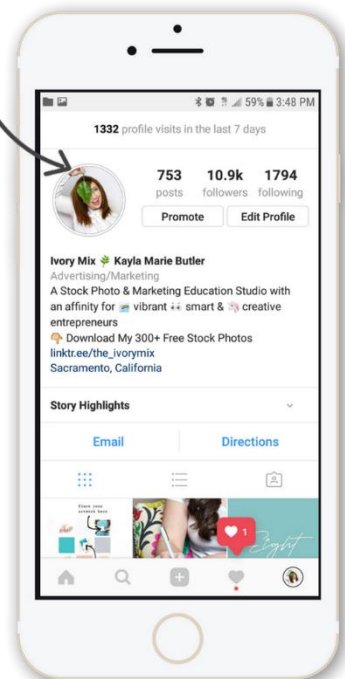 59% 3:48 PM
1332 profile visits in the last 7 days
753 10.9k 1794
posts followers following
Promote Edit Profile
Ivory Mix 🌵 Kayla Marie Butler
Advertising/Marketing
A Stock Photo & Marketing Education Studio with
an affinity for vibrant 👀 smart & 🦄 creative
entrepreneurs
Download My 300+ Free Stock Photos
linktr.ee/the_ivorymix
Sacramento, California
Story Highlights
Email Directions
artwork here
1
Eight